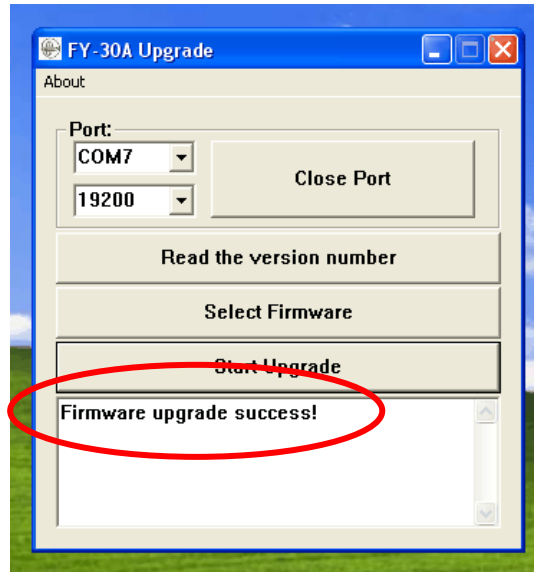 FY-30A Upgrade
About
Port:
COM7
Close Port
19200
Read the version number
Select Firmware
Start Upgrade
Firmware upgrade success!